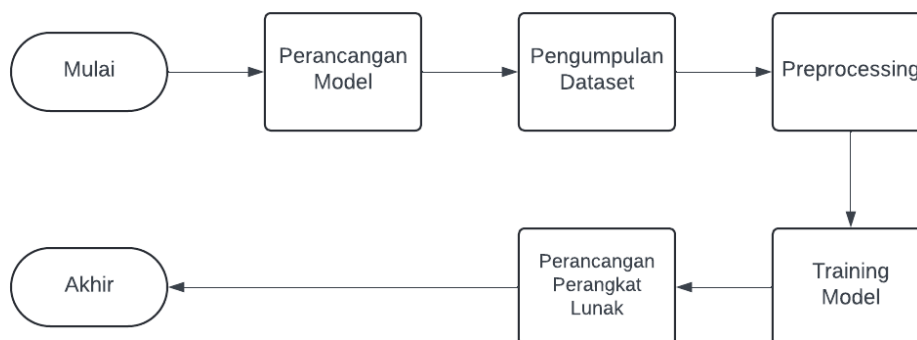 Mulai
Perancangan
Model
Pengumpulan
Dataset
Preprocessing
Training
Model
Perancangan
Perangkat
Lunak
Akhir